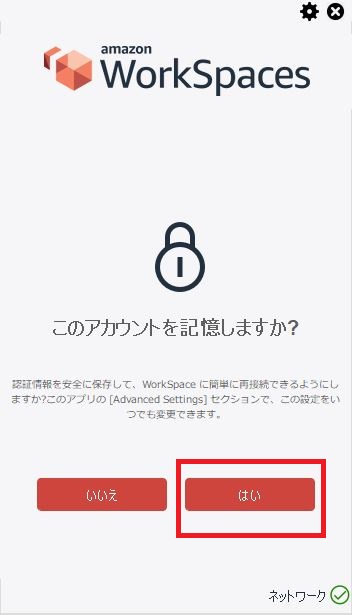 amazon
WorkSpaces
このアカウントを記憶しますか?
認証情報を安全に保存して、WorkSpace に簡単に再接続できるようにし
ますか?このアプリの [Advanced Settings] セクションで、この設定をい
つでも変更できます。
いいえ
はい
ネットワーク